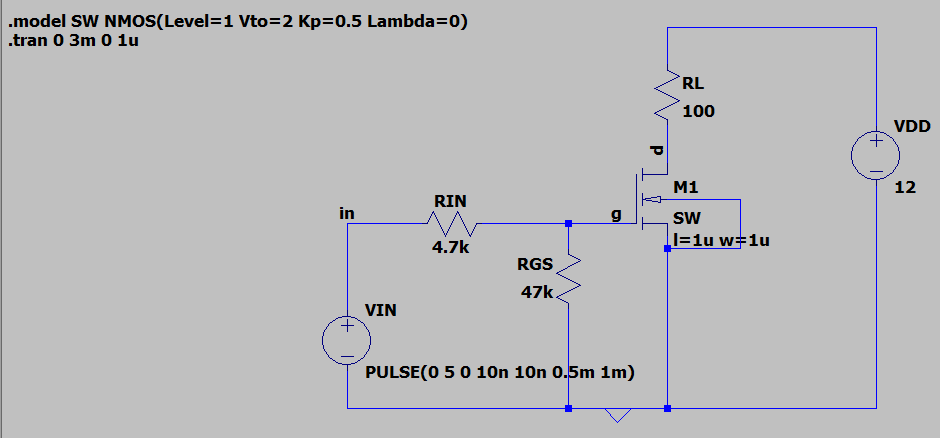 .model SW NMOS(Level=1 Vto=2 Kp=0.5 Lambda=0)
.tran 0 3m 0 1u
RL
100
VDD
12
d
M1
SW
l=1u w=1u
in
RIN
4.7k
g
RGS
47k
VIN
PULSE(0 5 0 10n 10n 0.5m 1m)